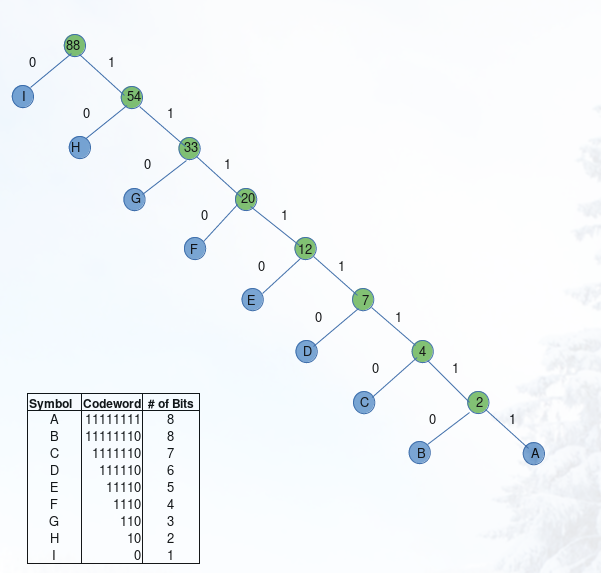 88
0 1
I 54
0 1
H 33
0 1
G 20
0 1
F 12
0 1
E 7
0 1
D 4
0 1
C 2
0 1
B A
Symbol Codeword # of Bits
A 11111111 8
B 11111110 8
C 1111110 7
D 111110 6
E 11110 5
F 1110 4
G 110 3
H 10 2
I 0 1